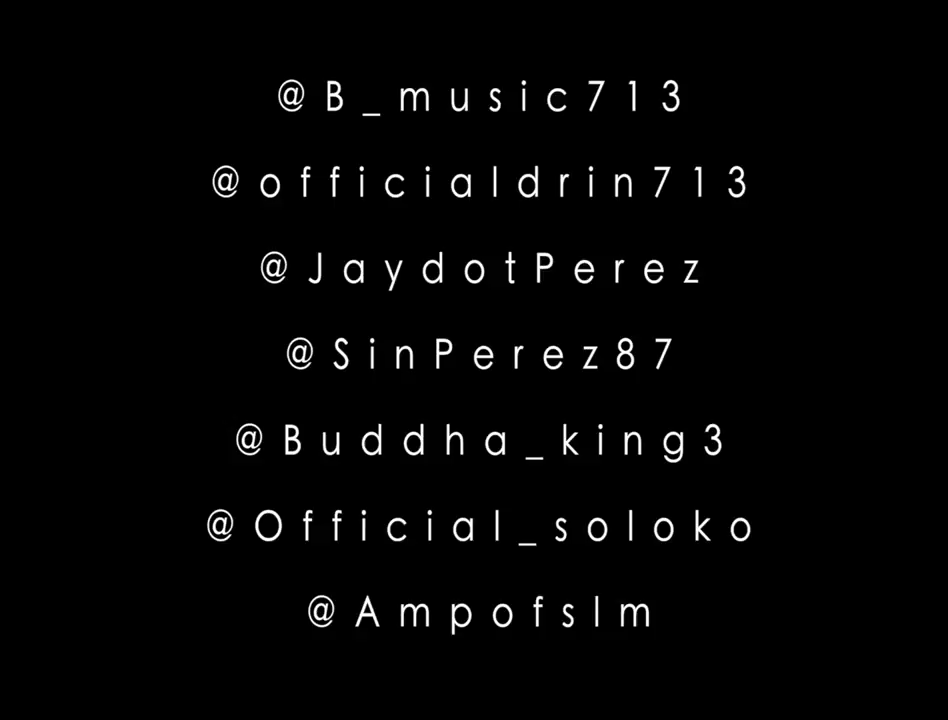 @B_music713
@officialdrin713
@JaydotPerez
@SinPerez87
@Buddha_king3
@Official_soloko
@Ampofslm